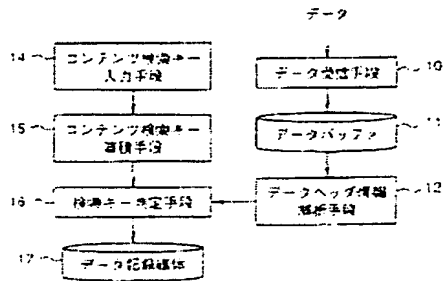 データ
14
コンテンツ検索キー
入力手段
データ受信手段
10
15
コンテンツ検索キー
蓄積手段
データバッファ
11
16
検索キー判定手段
データヘッダ情報
解析手段
12
17
データ記録媒体